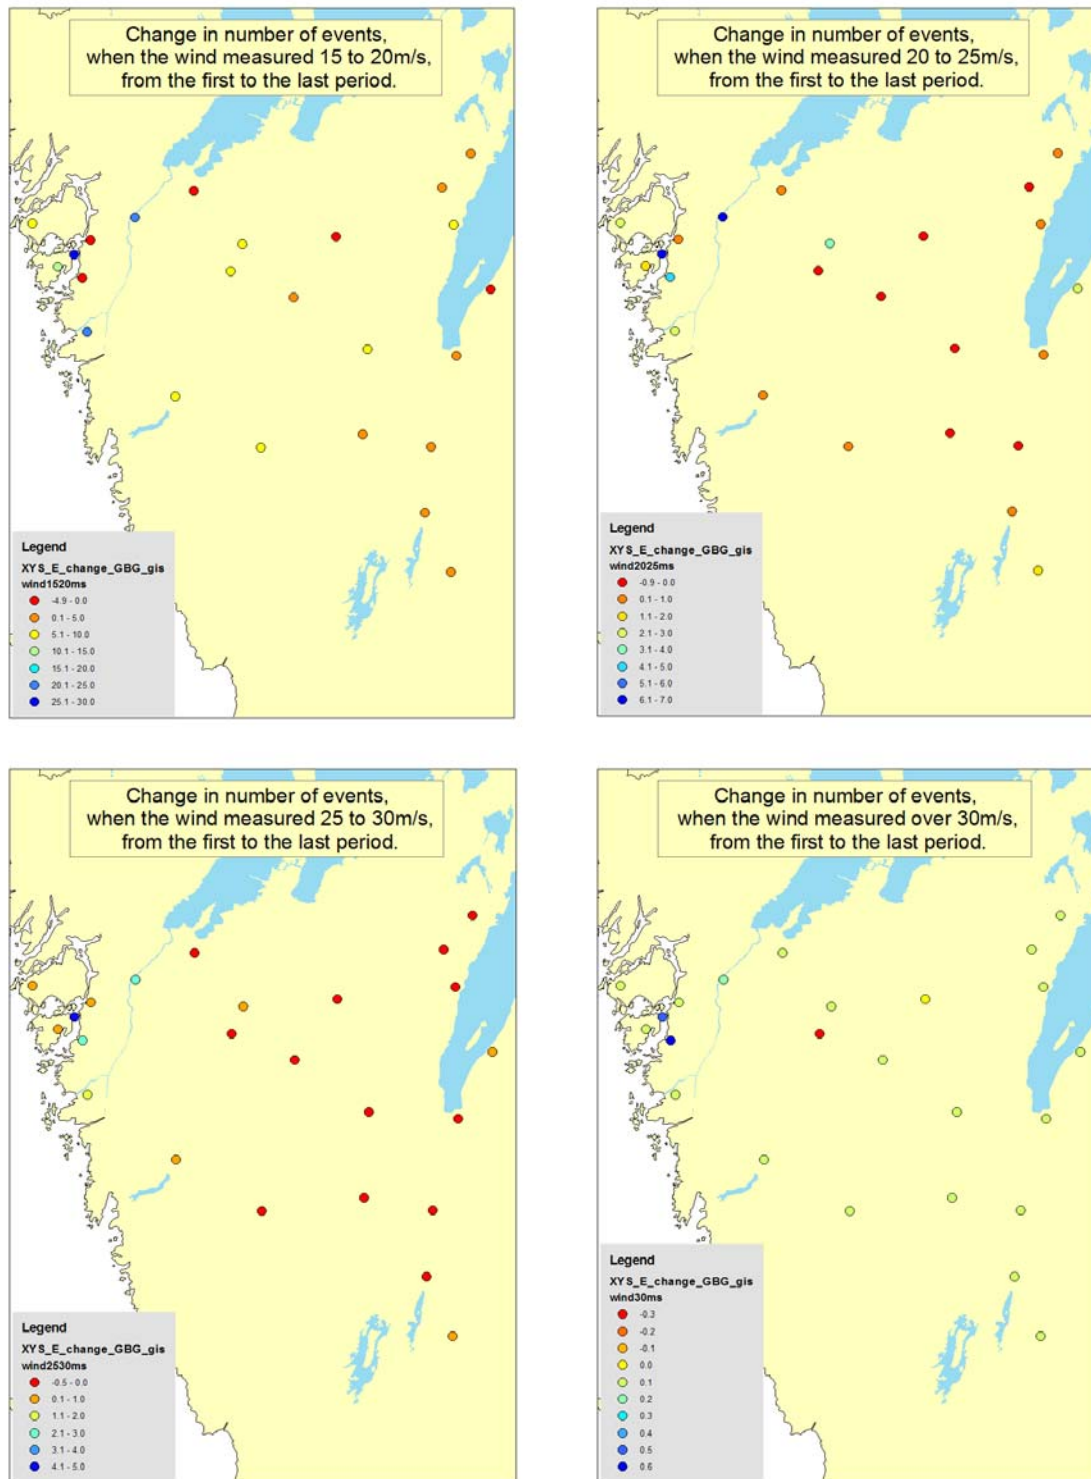 Change in number of events,
when the wind measured 15 to 20m/s,
from the first to the last period.
Legend
XYS_E_change_GBG_gis
wind1520ms
-4.9 - 0.0
0.1 - 5.0
5.1 - 10.0
10.1 - 15.0
15.1 - 20.0
20.1 - 25.0
25.1 - 30.0
Change in number of events,
when the wind measured 20 to 25m/s,
from the first to the last period.
Legend
XYS_E_change_GBG_gis
wind2025ms
-0.9 - 0.0
0.1 - 1.0
1.1 - 2.0
2.1 - 3.0
3.1 - 4.0
4.1 - 5.0
5.1 - 6.0
6.1 - 7.0
Change in number of events,
when the wind measured 25 to 30m/s,
from the first to the last period.
Legend
XYS_E_change_GBG_gis
wind2530ms
-0.5 - 0.0
0.1 - 1.0
1.1 - 2.0
2.1 - 3.0
3.1 - 4.0
4.1 - 5.0
Change in number of events,
when the wind measured over 30m/s,
from the first to the last period.
Legend
XYS_E_change_GBG_gis
wind30ms
-0.3
-0.2
-0.1
0.0
0.1
0.2
0.3
0.4
0.5
0.6